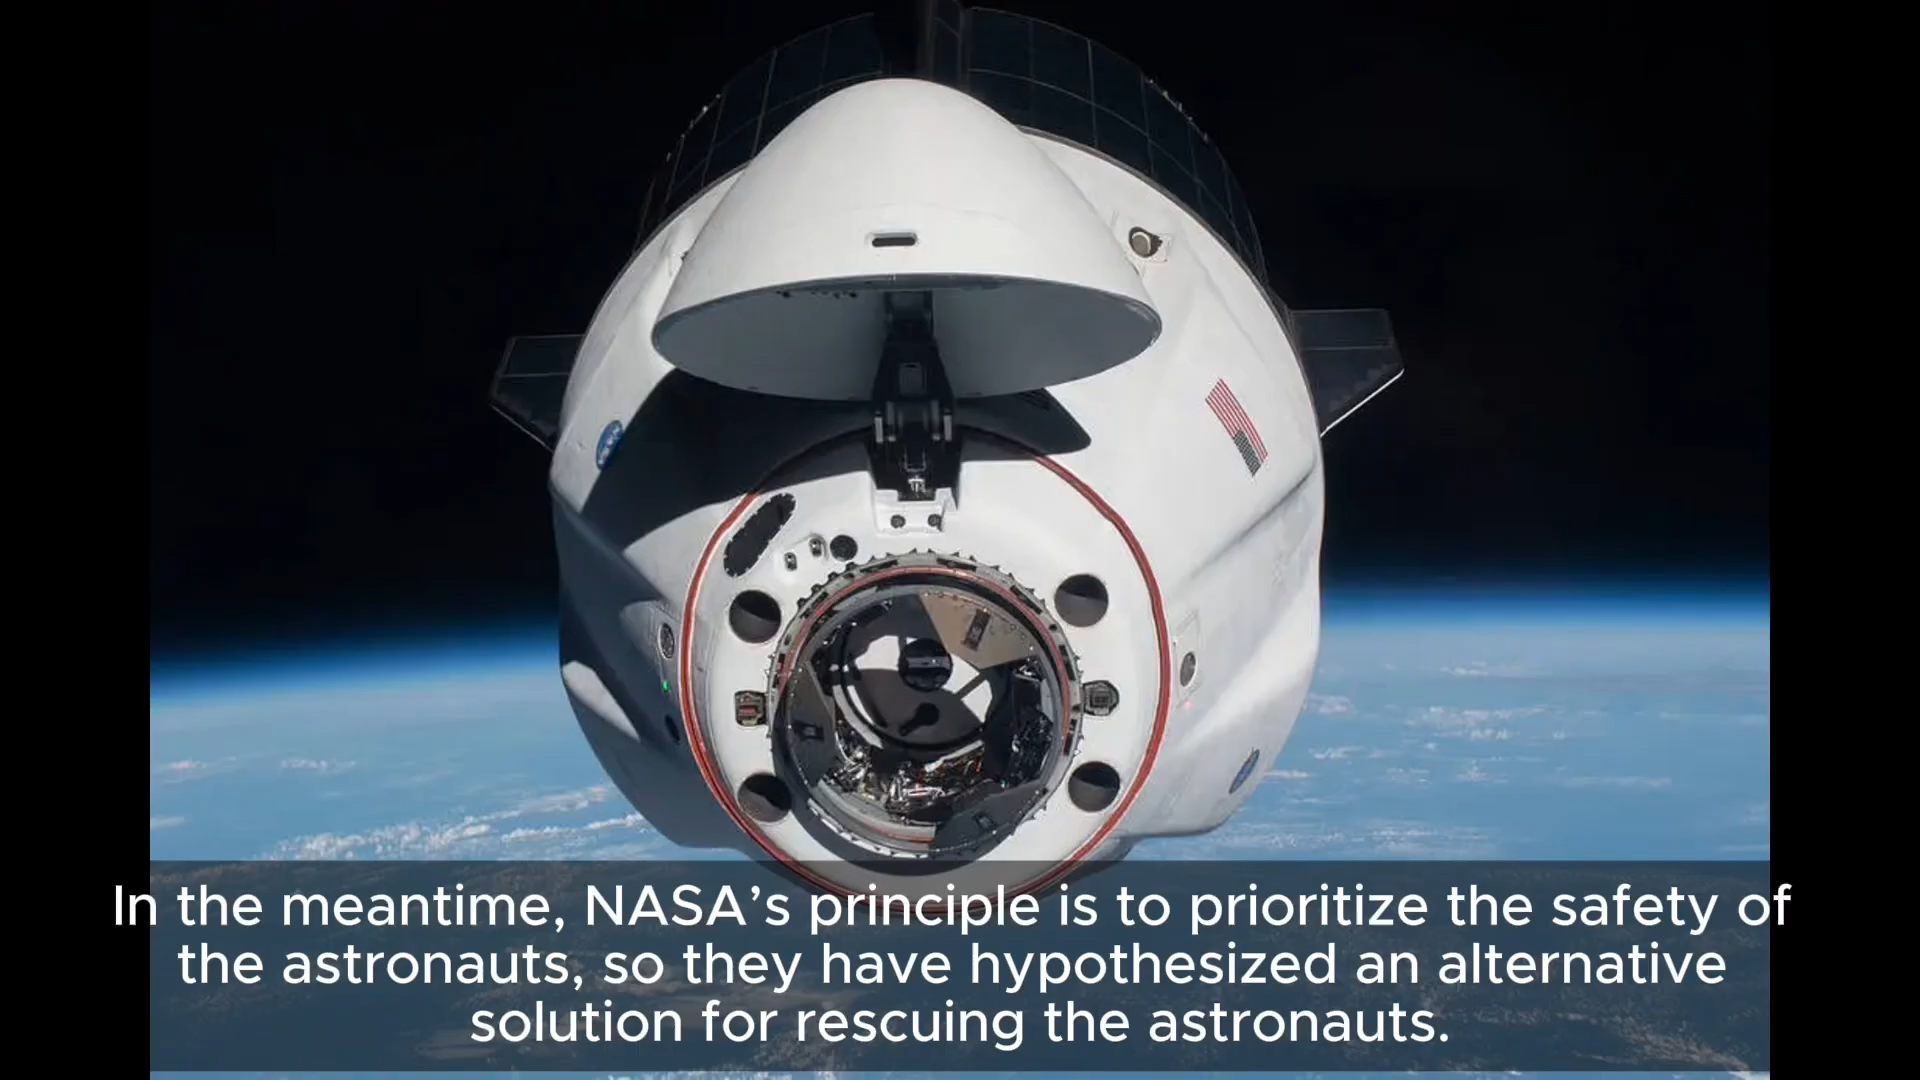 In the meantime, NASA’s principle is to prioritize the safety of
the astronauts, so they have hypothesized an alternative
solution for rescuing the astronauts.